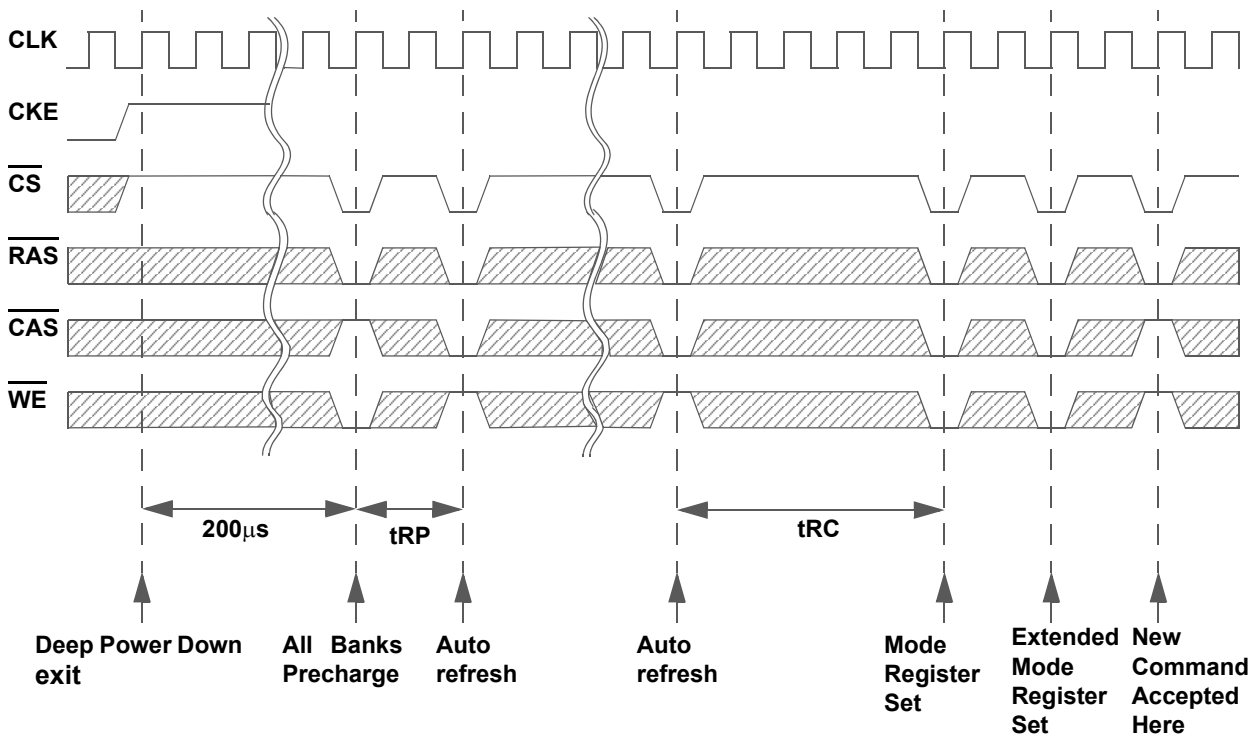 CLK
CKE
CS
RAS
CAS
WE
200μs
tRP
tRC
Deep Power Down
exit
All Banks
Precharge
Auto
refresh
Auto
refresh
Mode
Register
Set
Extended
Mode
Register
Set
New
Command
Accepted
Here